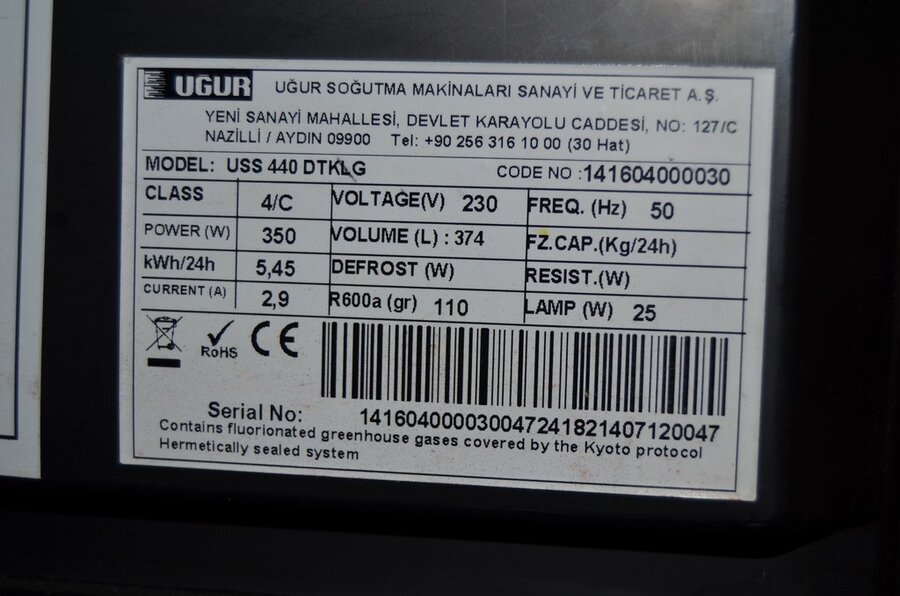 UĞUR UĞUR SOĞUTMA MAKİNALARI SANAYİ VE TİCARET A.Ş.
YENİ SANAYİ MAHALLESİ, DEVLET KARAYOLU CADDESİ, NO: 127/C
NAZİLLİ / AYDIN 09900 Tel: +90 256 316 10 00 (30 Hat)
MODEL: USS 440 DTKLG CODE NO :141604000030
CLASS 4/C VOLTAGE(V) 230 FREQ. (Hz) 50
POWER (W) 350 VOLUME (L) : 374 FZ.CAP.(Kg/24h)
kWh/24h 5,45 DEFROST (W) RESIST.(W)
CURRENT (A) 2,9 R600a (gr) 110 LAMP (W) 25
RoHS CE
Serial No: 141604000030047241821407120047
Contains fluorionated greenhouse gases covered by the Kyoto protocol
Hermetically sealed system